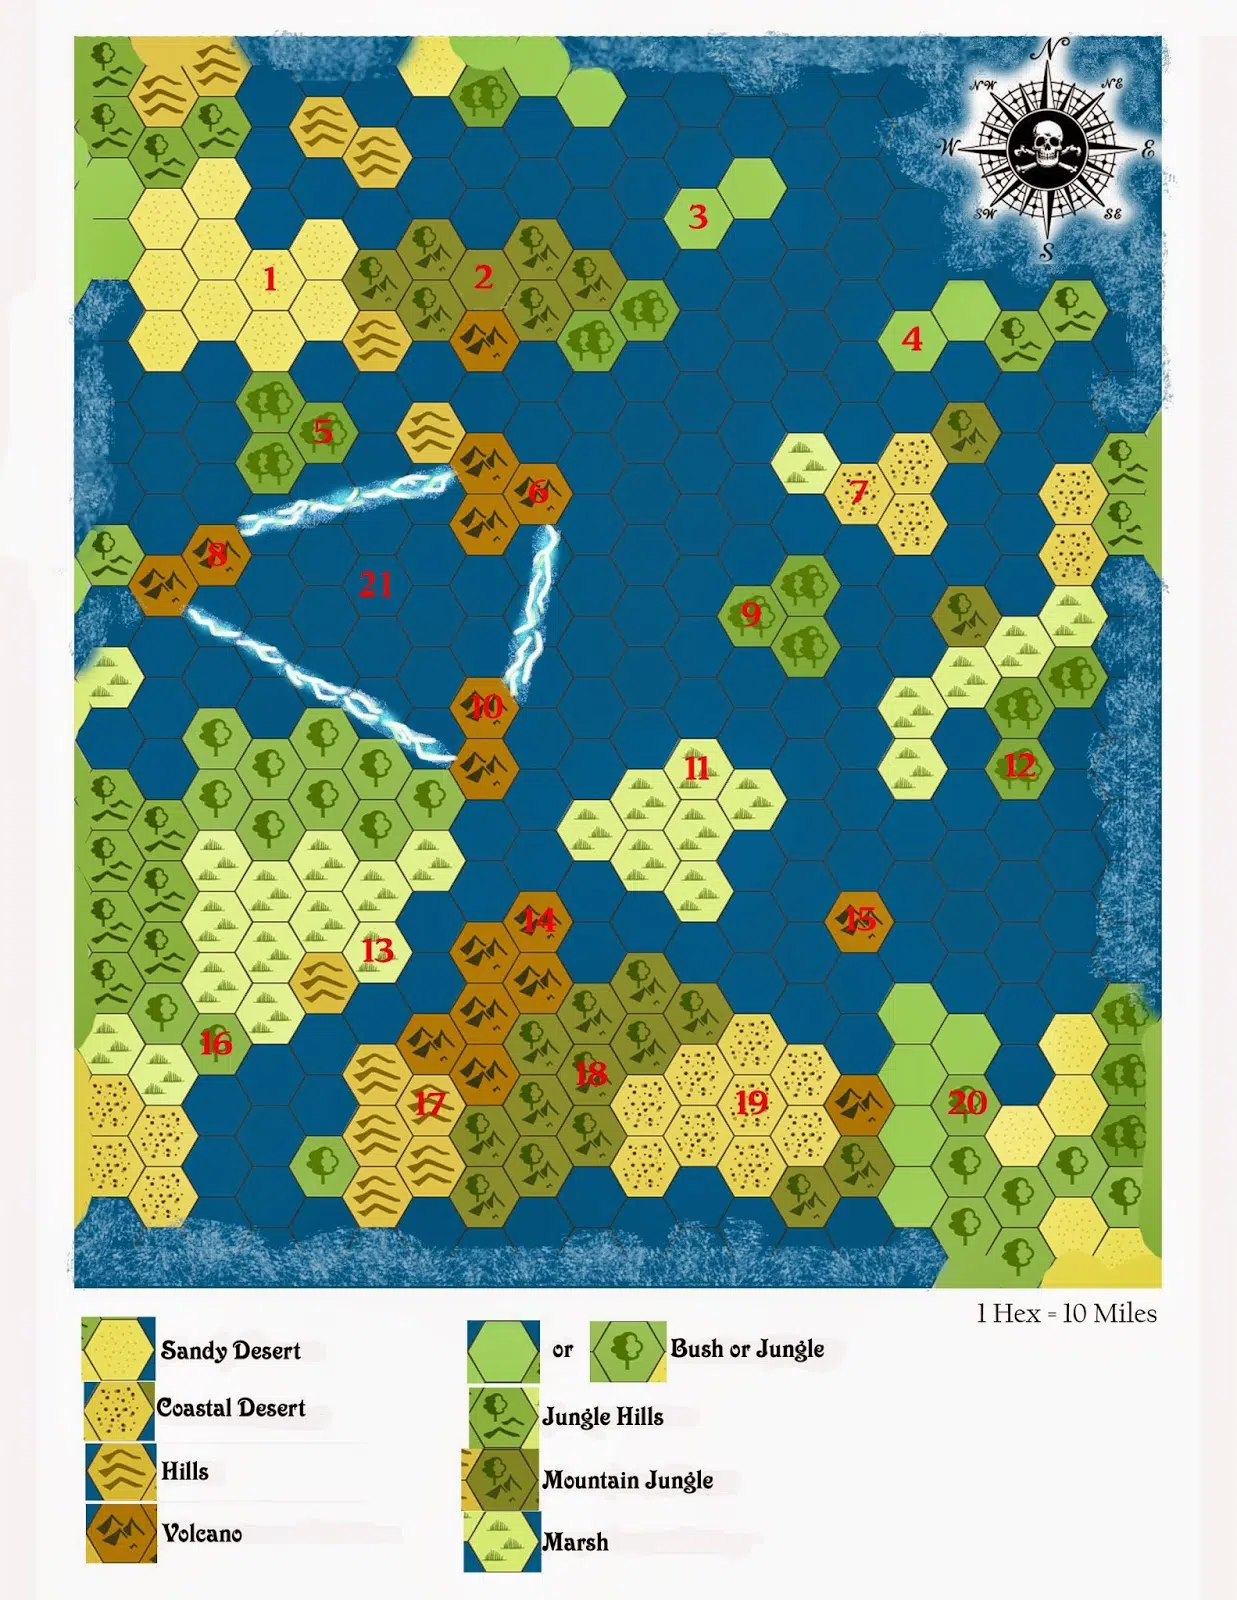 N
NW NE
W E
SW SE
S
3
1 2
4
5
6 7
8
21
9
10
11
12
14 15
13
16
18
17 19 20
1 Hex = 10 Miles
Sandy Desert
or Bush or Jungle
Coastal Desert
Jungle Hills
Hills
Mountain Jungle
Volcano
Marsh